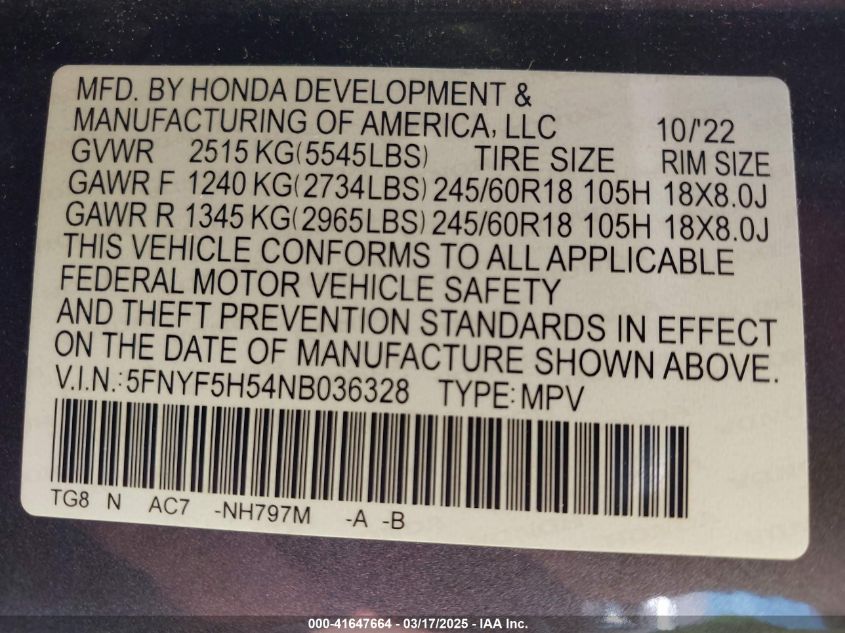 MFD. BY HONDA DEVELOPMENT &
MANUFACTURING OF AMERICA, LLC 10/'22
GVWR 2515 KG(5545LBS) TIRE SIZE RIM SIZE
GAWR F 1240 KG(2734LBS) 245/60R18 105H 18X8.0J
GAWR R 1345 KG(2965LBS) 245/60R18 105H 18X8.0J
THIS VEHICLE CONFORMS TO ALL APPLICABLE
FEDERAL MOTOR VEHICLE SAFETY
AND THEFT PREVENTION STANDARDS IN EFFECT
ON THE DATE OF MANUFACTURE SHOWN ABOVE.
V.I.N.: 5FNYF5H54NB036328 TYPE: MPV
TG8 N AC7 -NH797M -A -B
000-41647664 - 03/17/2025 - IAA Inc.